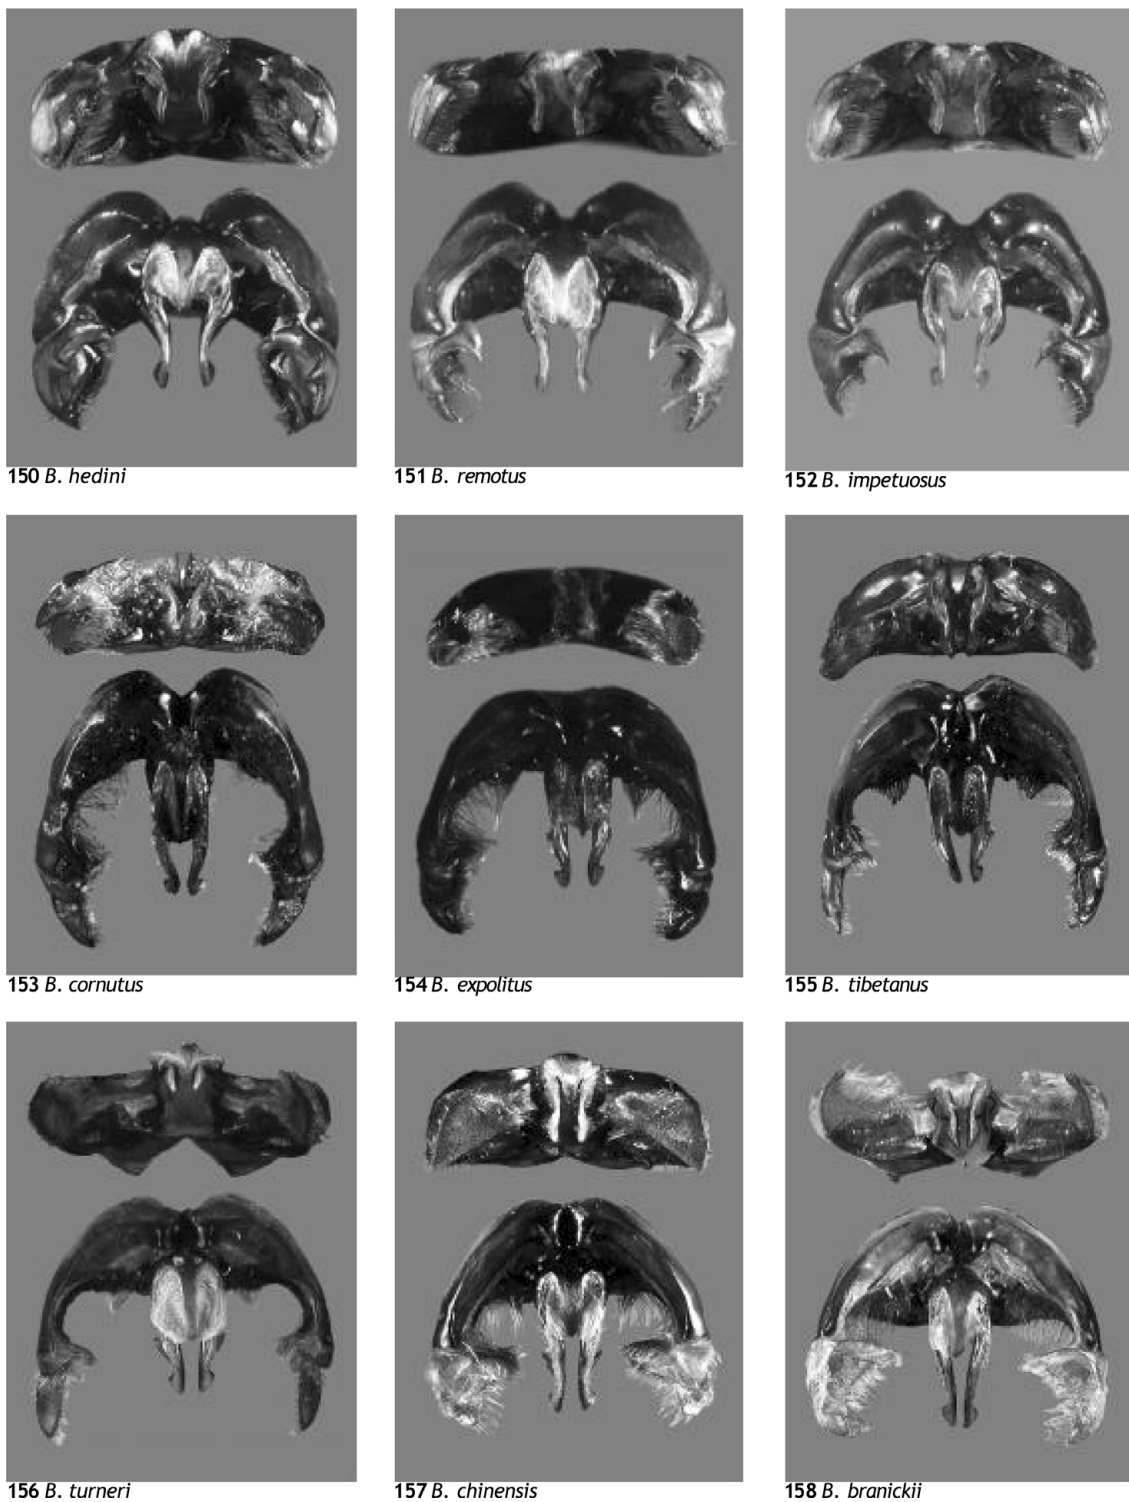 150 B. hedini
151 B. remotus
152 B. impetuosus
153 B. cornutus
154 B. expolitus
155 B. tibetanus
156 B. turneri
157 B. chinensis
158 B. branickii